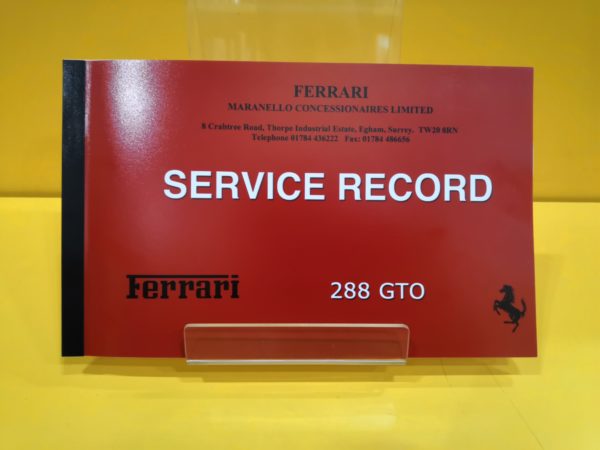 FERRARI
MARANELLO CONCESSIONAIRES LIMITED
8 Crabtree Road, Thorpe Industrial Estate, Egham, Surrey. TW20 8RN
Telephone 01784 436222 Fax: 01784 486656
SERVICE RECORD
Ferrari
288 GTO